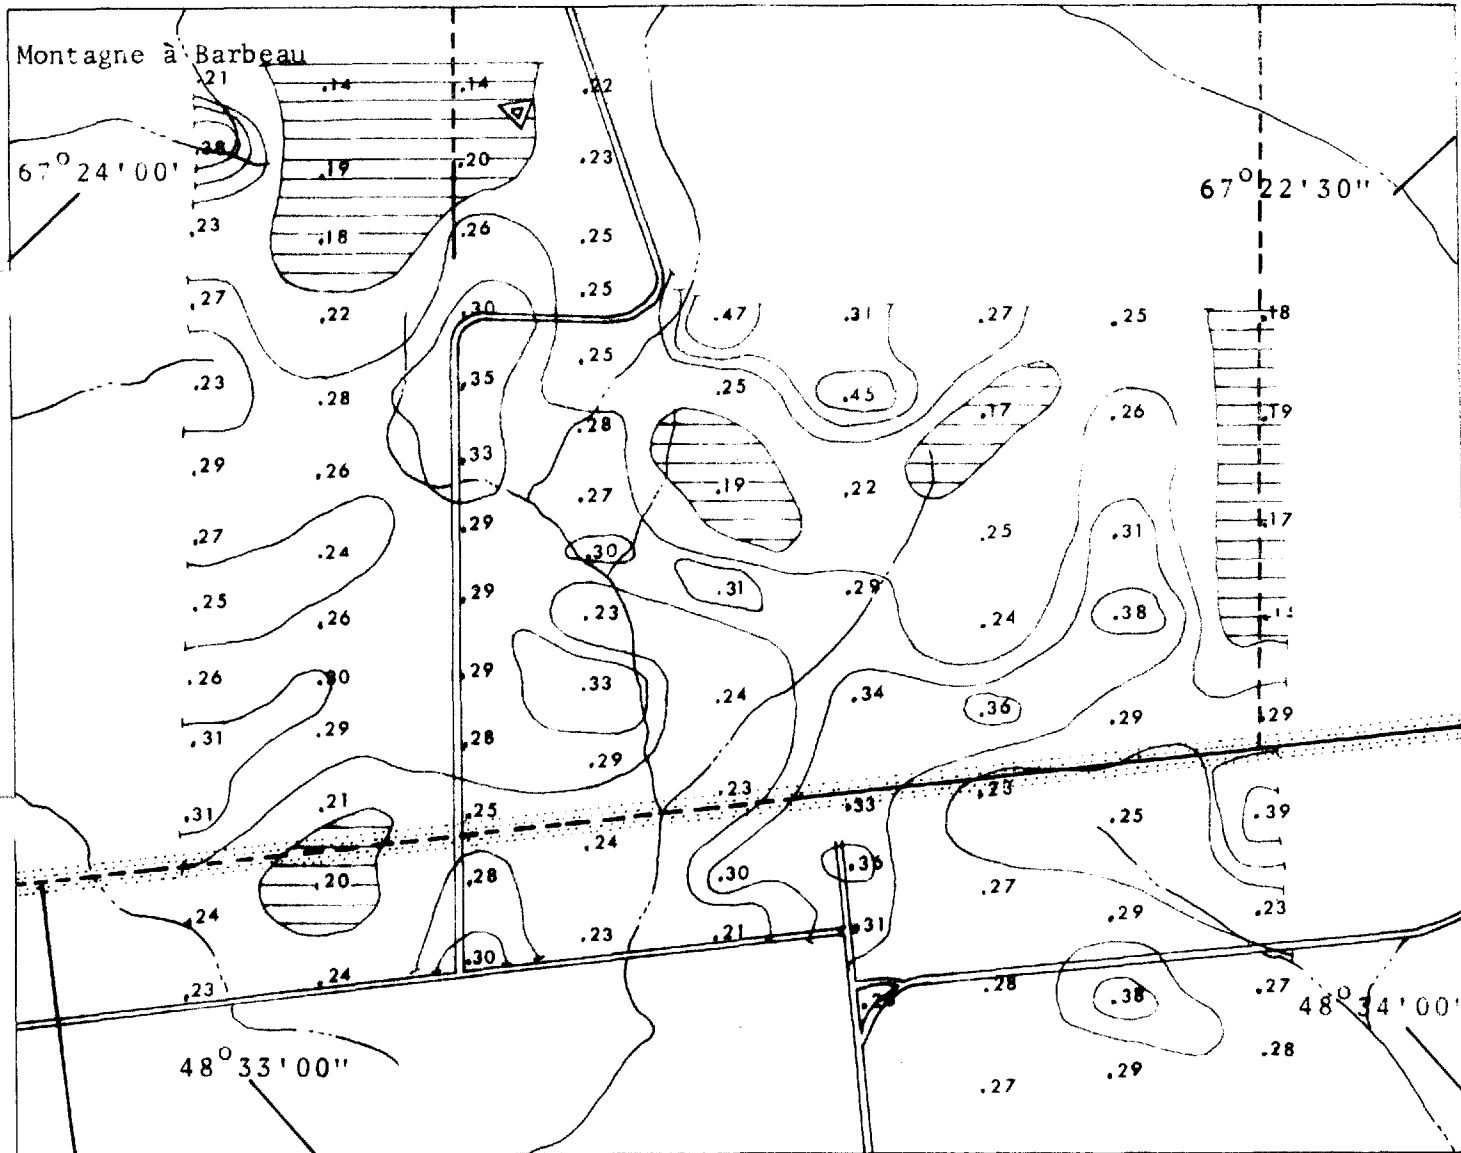 Montagne à Barbeau
.21 .14 .14 .22
.38 .19 .20 .23
67°24'00'
67°22'30"
.23 .18 .26 .25
.27 .22 .30 .25
.47 .31 .27 .25 .18
.23 .28 .35 .25 .25 .45 .17 .26 .19
.29 .26 .33 .28
.27 .19 .22
.27 .24 .29 .30 .25 .31 .17
.25 .26 .29 .23 .31 .29 .24 .38
.26 .30 .29 .33 .24 .34 .36 .29 .29
.31 .29 .28 .29
.31 .21 .25 .24 .23 .33 .25 .39
.24 .20 .28 .30 .36 .27 .29 .23
.23 .24 .30 .23 .21 .31
.28 .38 .27
48°34'00'
48°33'00"
.27 .29 .28